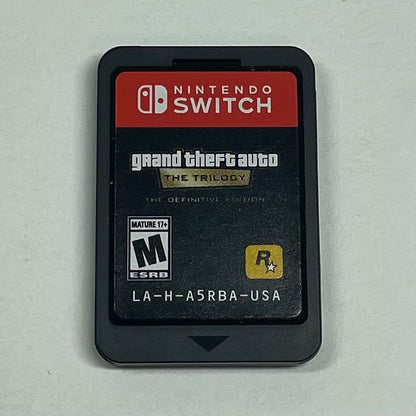 NINTENDO
SWITCH
grand theft auto
THE TRILOGY
THE DEFINITIVE EDITION
MATURE 17+
M
ESRB
R
LA-H-A5RBA-USA